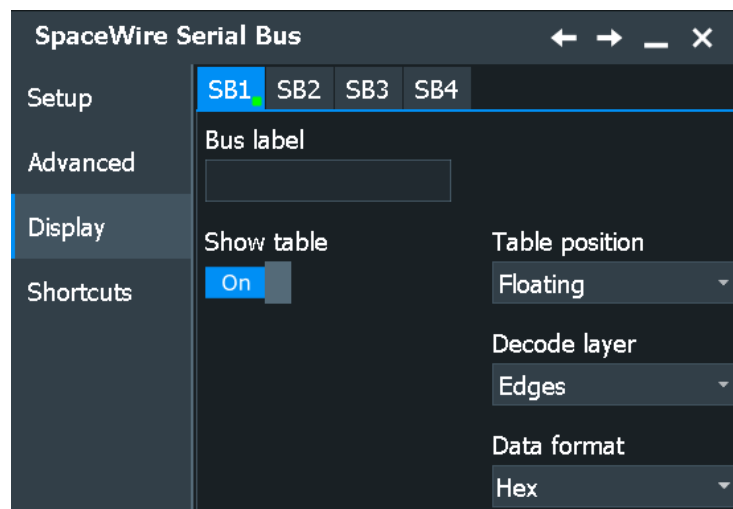 SpaceWire Serial Bus
Setup
Advanced
Display
Shortcuts
SB1 SB2 SB3 SB4
Bus label
Show table
On
Table position
Floating
Decode layer
Edges
Data format
Hex